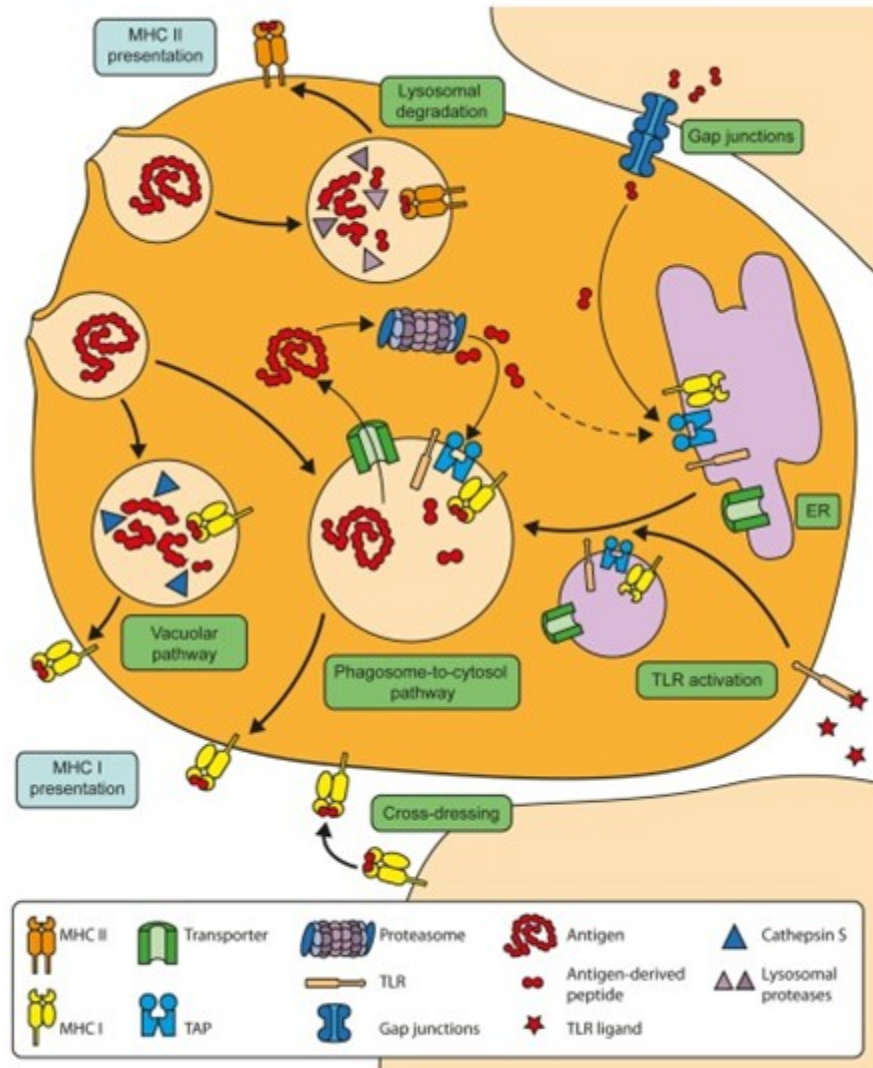 MHC II
presentation
Lysosomal
degradation
Gap junctions
ER
Vacuolar
pathway
Phagosome-to-cytosol
pathway
TLR activation
MHC I
presentation
Cross-dressing
MHC II
Transporter
Proteasome
Antigen
Cathepsin S
TLR
Antigen-derived
peptide
Lysosomal
proteases
MHC I
TAP
Gap junctions
TLR ligand